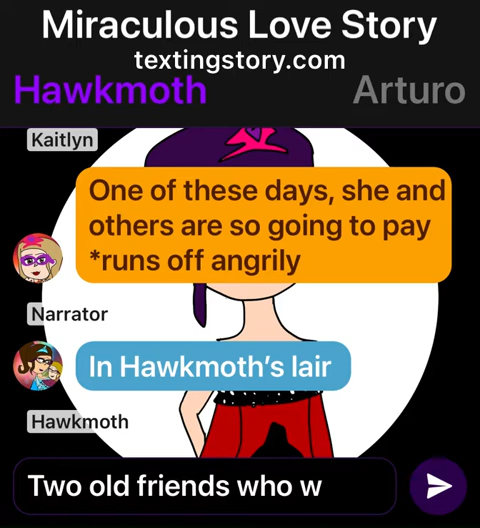 Miraculous Love Story
textingstory.com
Hawkmoth
Arturo
Kaitlyn
One of these days, she and
others are so going to pay
*runs off angrily
Narrator
In Hawkmoth's lair
Hawkmoth
Two old friends who w